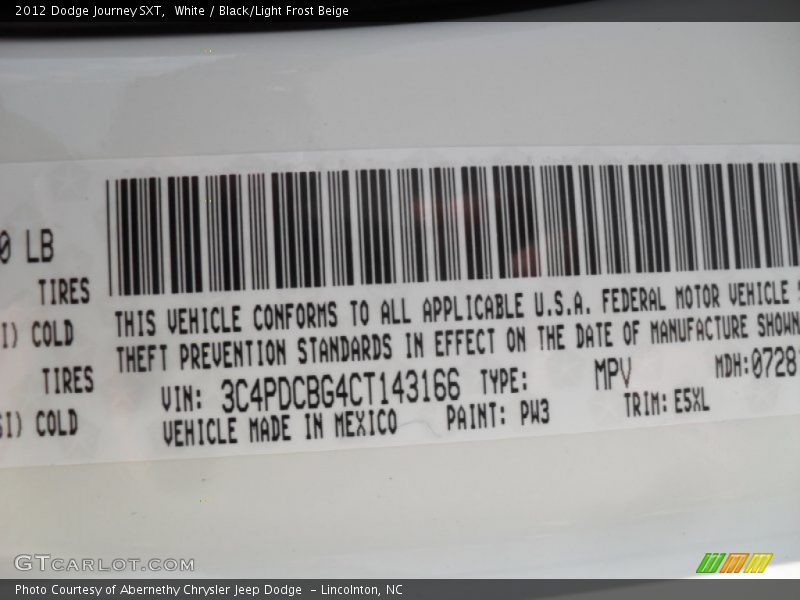 2012 Dodge Journey SXT, White / Black/Light Frost Beige
0 LB
TIRES
I) COLD
TIRES
SI) COLD
THIS VEHICLE CONFORMS TO ALL APPLICABLE U.S.A. FEDERAL MOTOR VEHICLE S
THEFT PREVENTION STANDARDS IN EFFECT ON THE DATE OF MANUFACTURE SHOWN
VIN: 3C4PDCBG4CT143166 TYPE: MPV MDH:0728
VEHICLE MADE IN MEXICO PAINT: PW3 TRIM: E5XL
GTCARLOT.COM
Photo Courtesy of Abernethy Chrysler Jeep Dodge - Lincolnton, NC